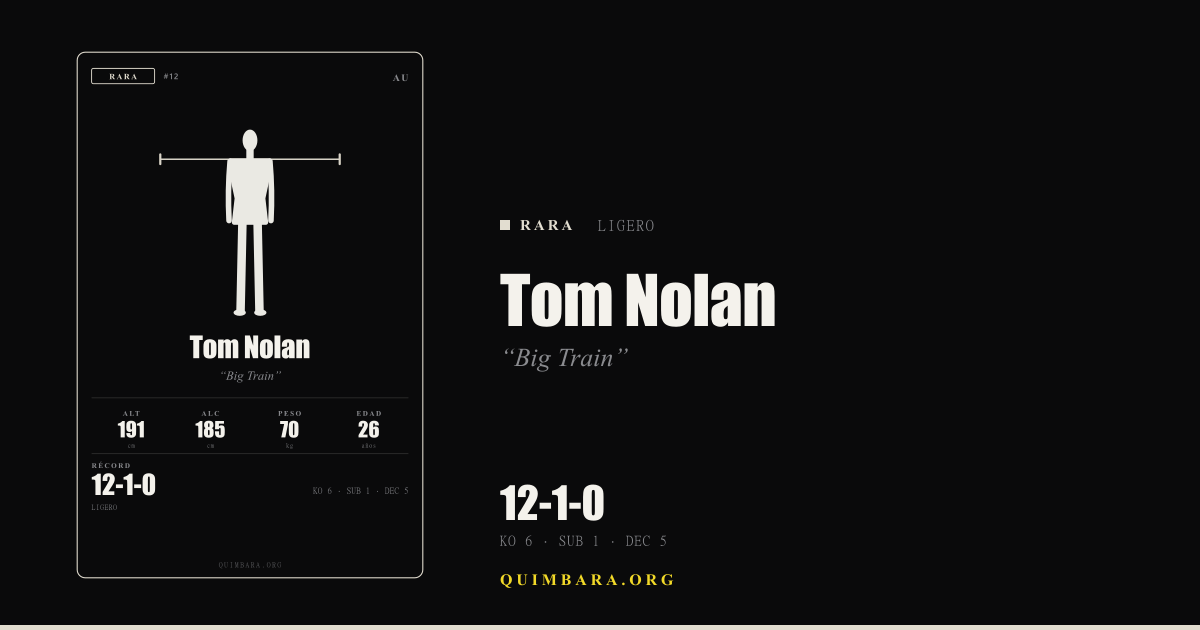 RARA #12 AU
Tom Nolan
“Big Train”
ALT ALC PESO EDAD
191 185 70 26
cm cm kg años
RÉCORD
12-1-0
KO 6 · SUB 1 · DEC 5
LIGERO
QUIMBARA.ORG
RARA LIGERO
Tom Nolan
“Big Train”
12-1-0
KO 6 · SUB 1 · DEC 5
QUIMBARA.ORG